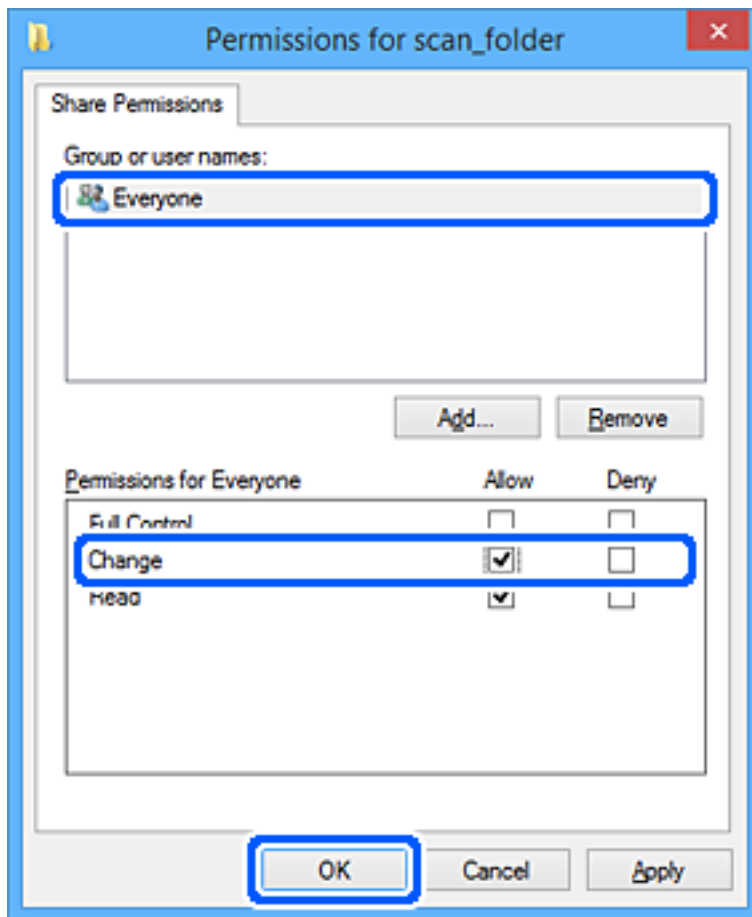 Permissions for scan_folder
Share Permissions
Group or user names:
Everyone
Add... Remove
Permissions for Everyone Allow Deny
Full Control
Change
Read
OK Cancel Apply